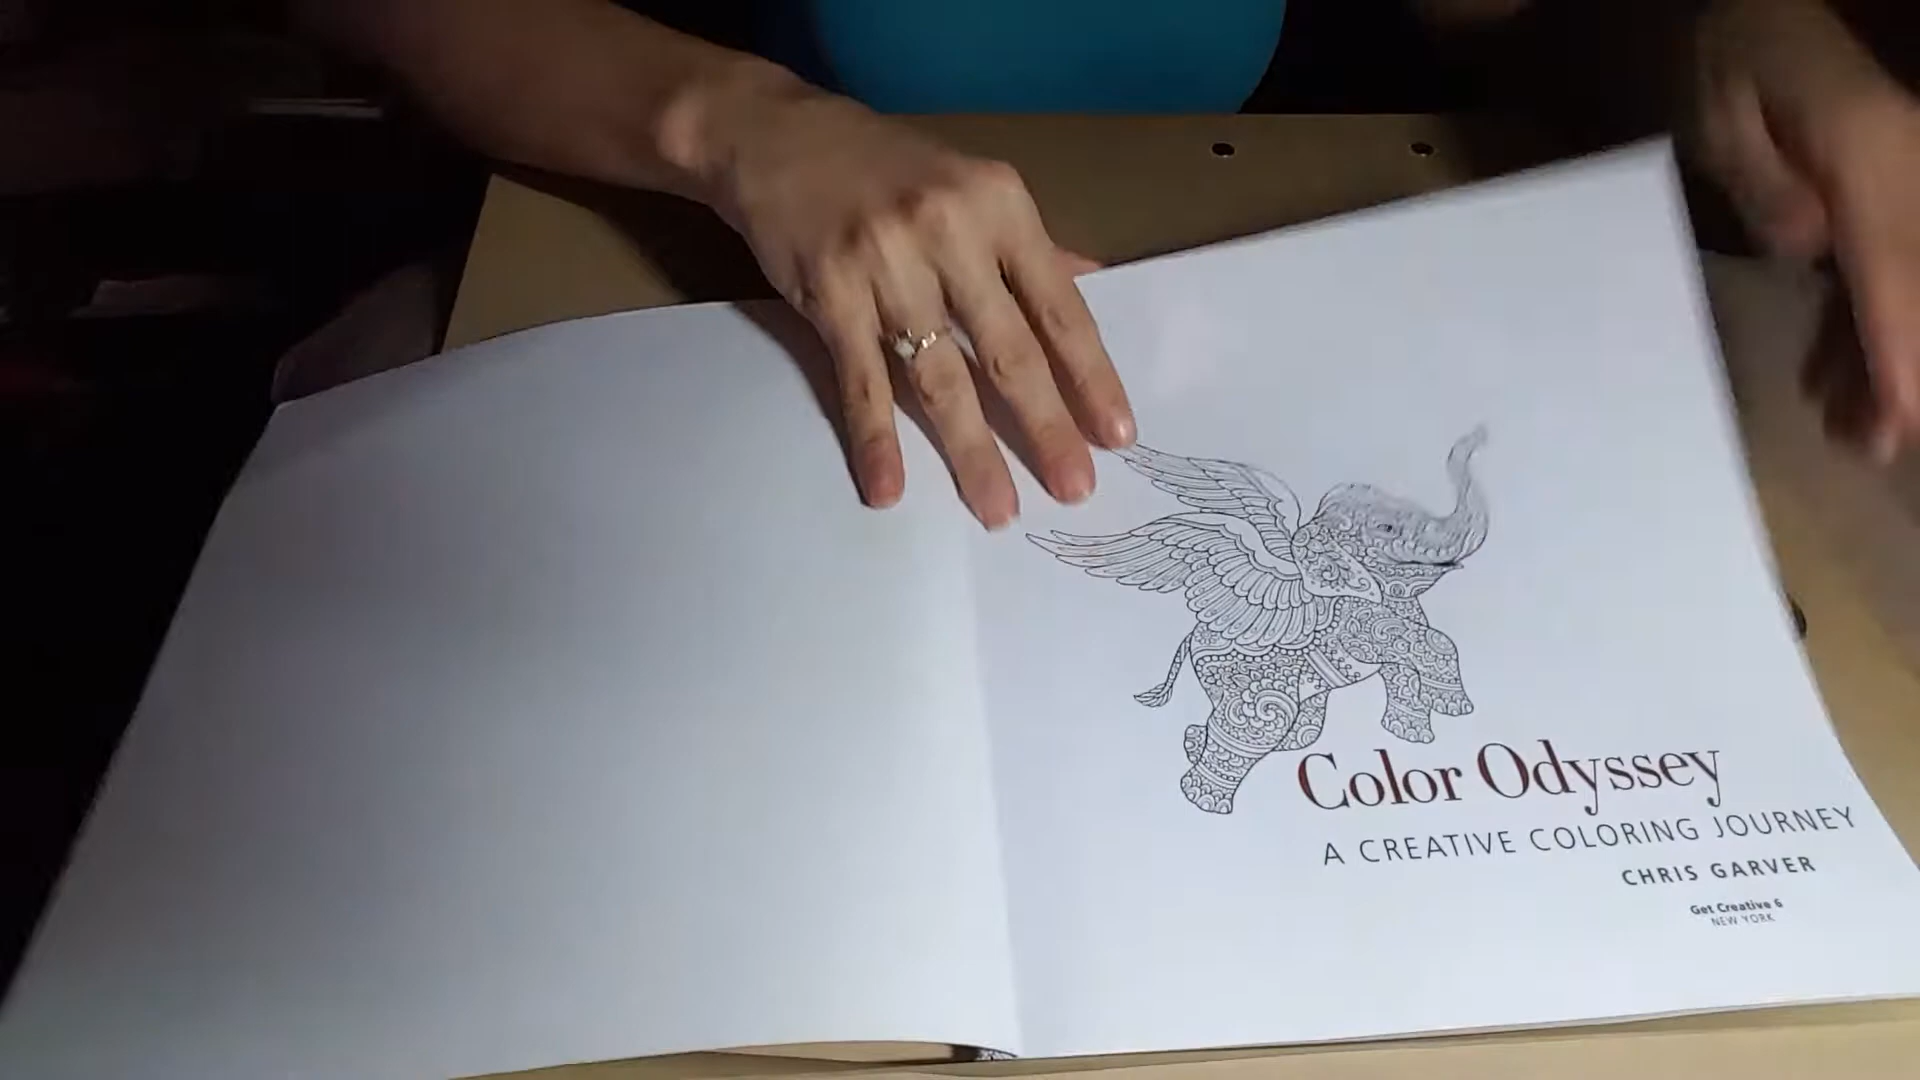 Color Odyssey
A CREATIVE COLORING JOURNEY
CHRIS GARVER
Get Creative 6
NEW YORK